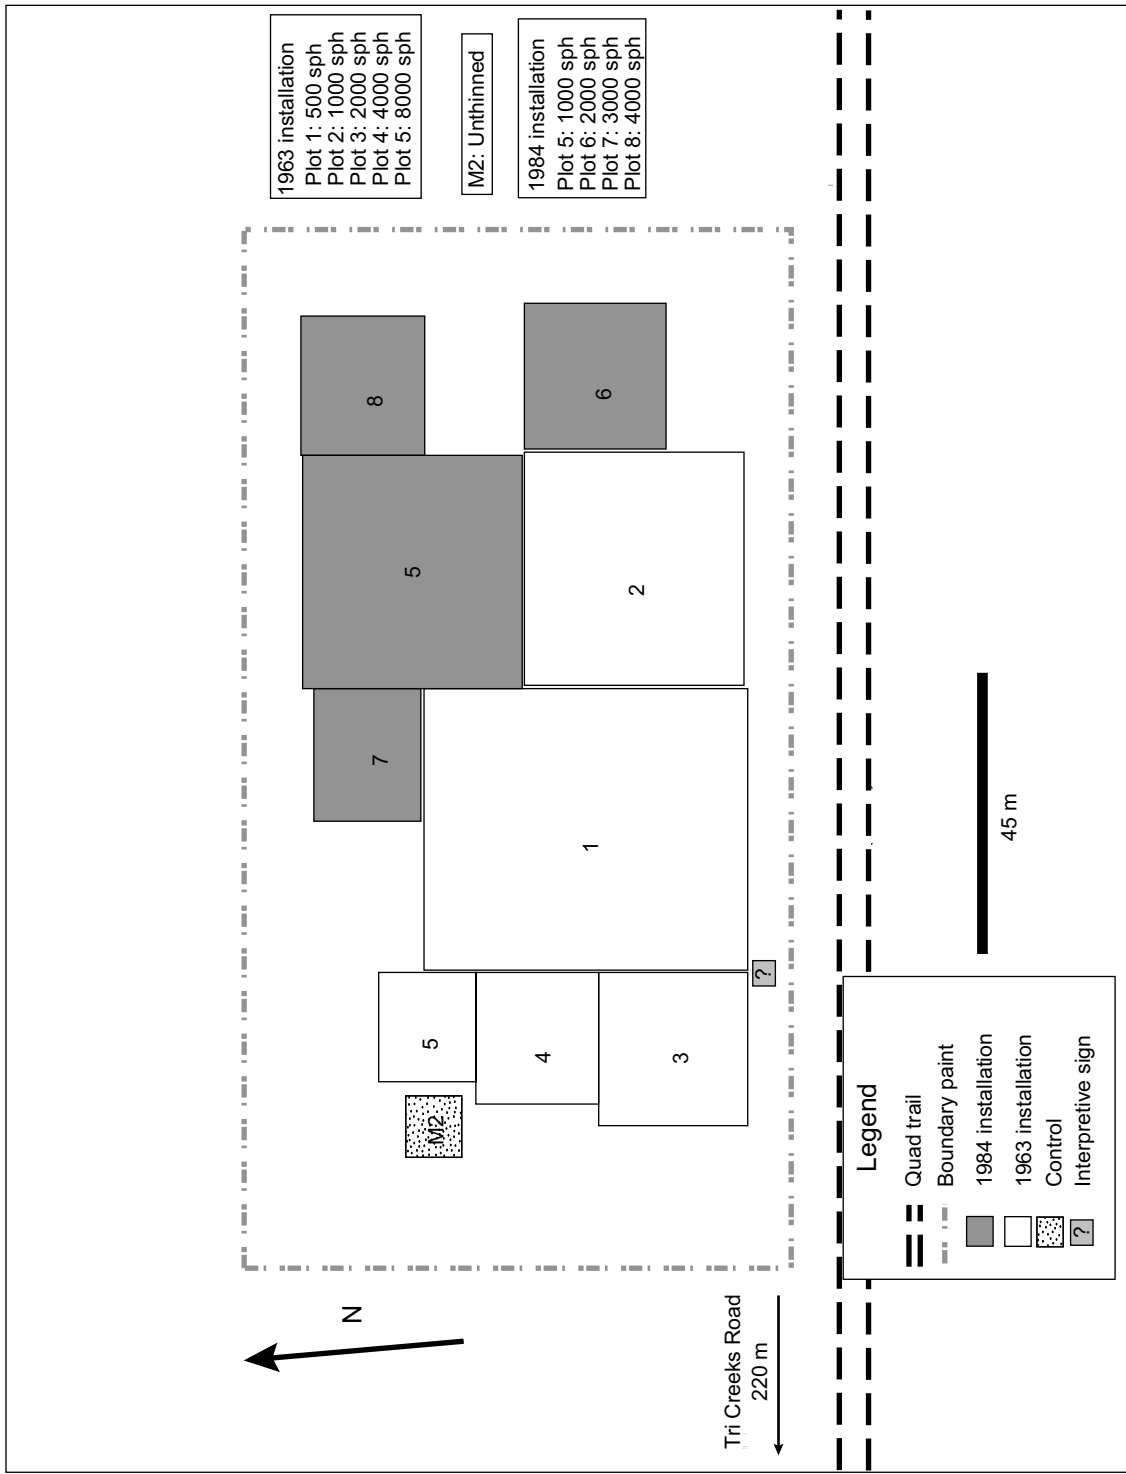 1963 installation
Plot 1: 500 sph
Plot 2: 1000 sph
Plot 3: 2000 sph
Plot 4: 4000 sph
Plot 5: 8000 sph
M2: Unthinned
1984 installation
Plot 5: 1000 sph
Plot 6: 2000 sph
Plot 7: 3000 sph
Plot 8: 4000 sph
8
6
5
2
7
1
5
4
3
M2
?
N
Tri Creeks Road
220 m
45 m
Legend
Quad trail
Boundary paint
1984 installation
1963 installation
Control
? Interpretive sign